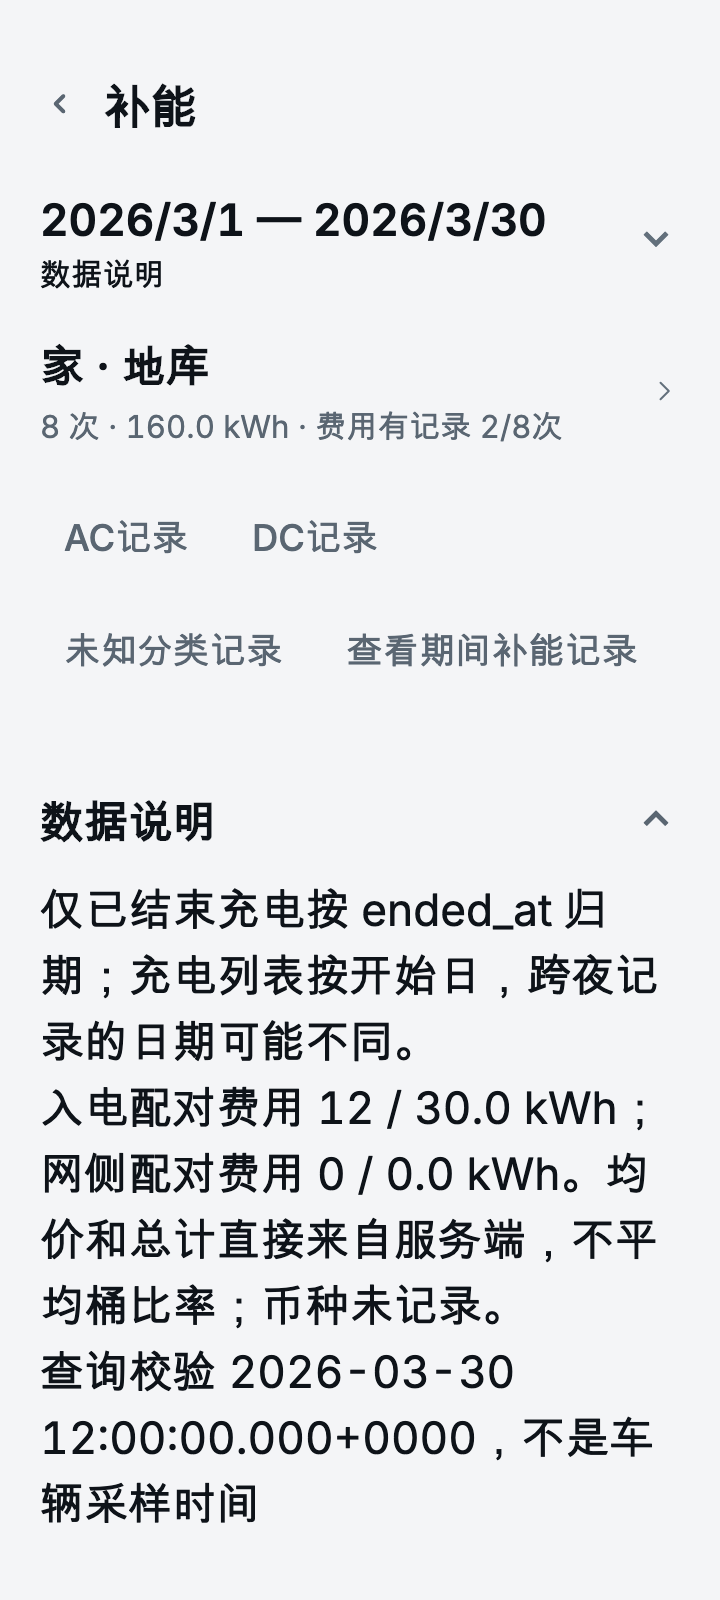 补能
2026/3/1 — 2026/3/30
数据说明
家 · 地库
8 次 · 160.0 kWh · 费用有记录 2/8次
AC记录 DC记录
未知分类记录 查看期间补能记录
数据说明
仅已结束充电按 ended_at 归
期；充电列表按开始日，跨夜记
录的日期可能不同。
入电配对费用 12 / 30.0 kWh；
网侧配对费用 0 / 0.0 kWh。均
价和总计直接来自服务端，不平
均桶比率；币种未记录。
查询校验 2026-03-30
12:00:00.000+0000，不是车
辆采样时间